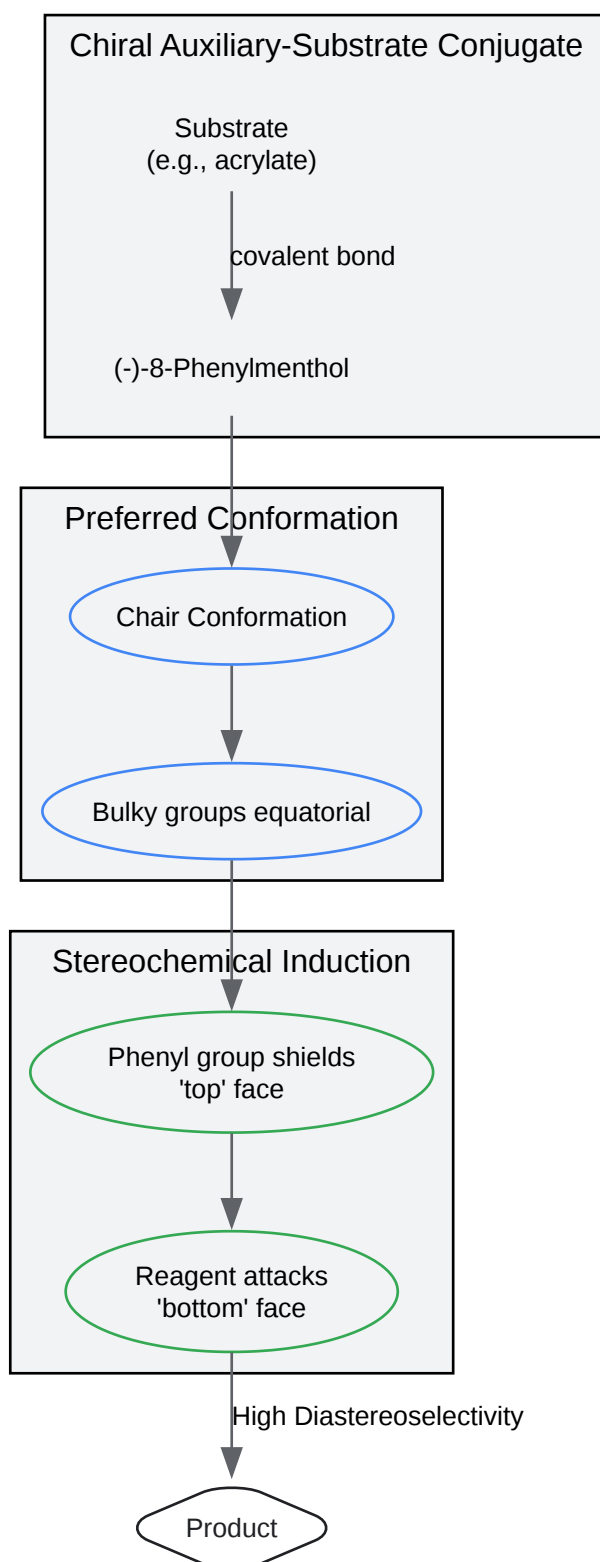 Chiral Auxiliary-Substrate Conjugate
Substrate
(e.g., acrylate)
covalent bond
(-)-8-Phenylmenthol
Preferred Conformation
Chair Conformation
Bulky groups equatorial
Stereochemical Induction
Phenyl group shields
'top' face
Reagent attacks
'bottom' face
High Diastereoselectivity
Product